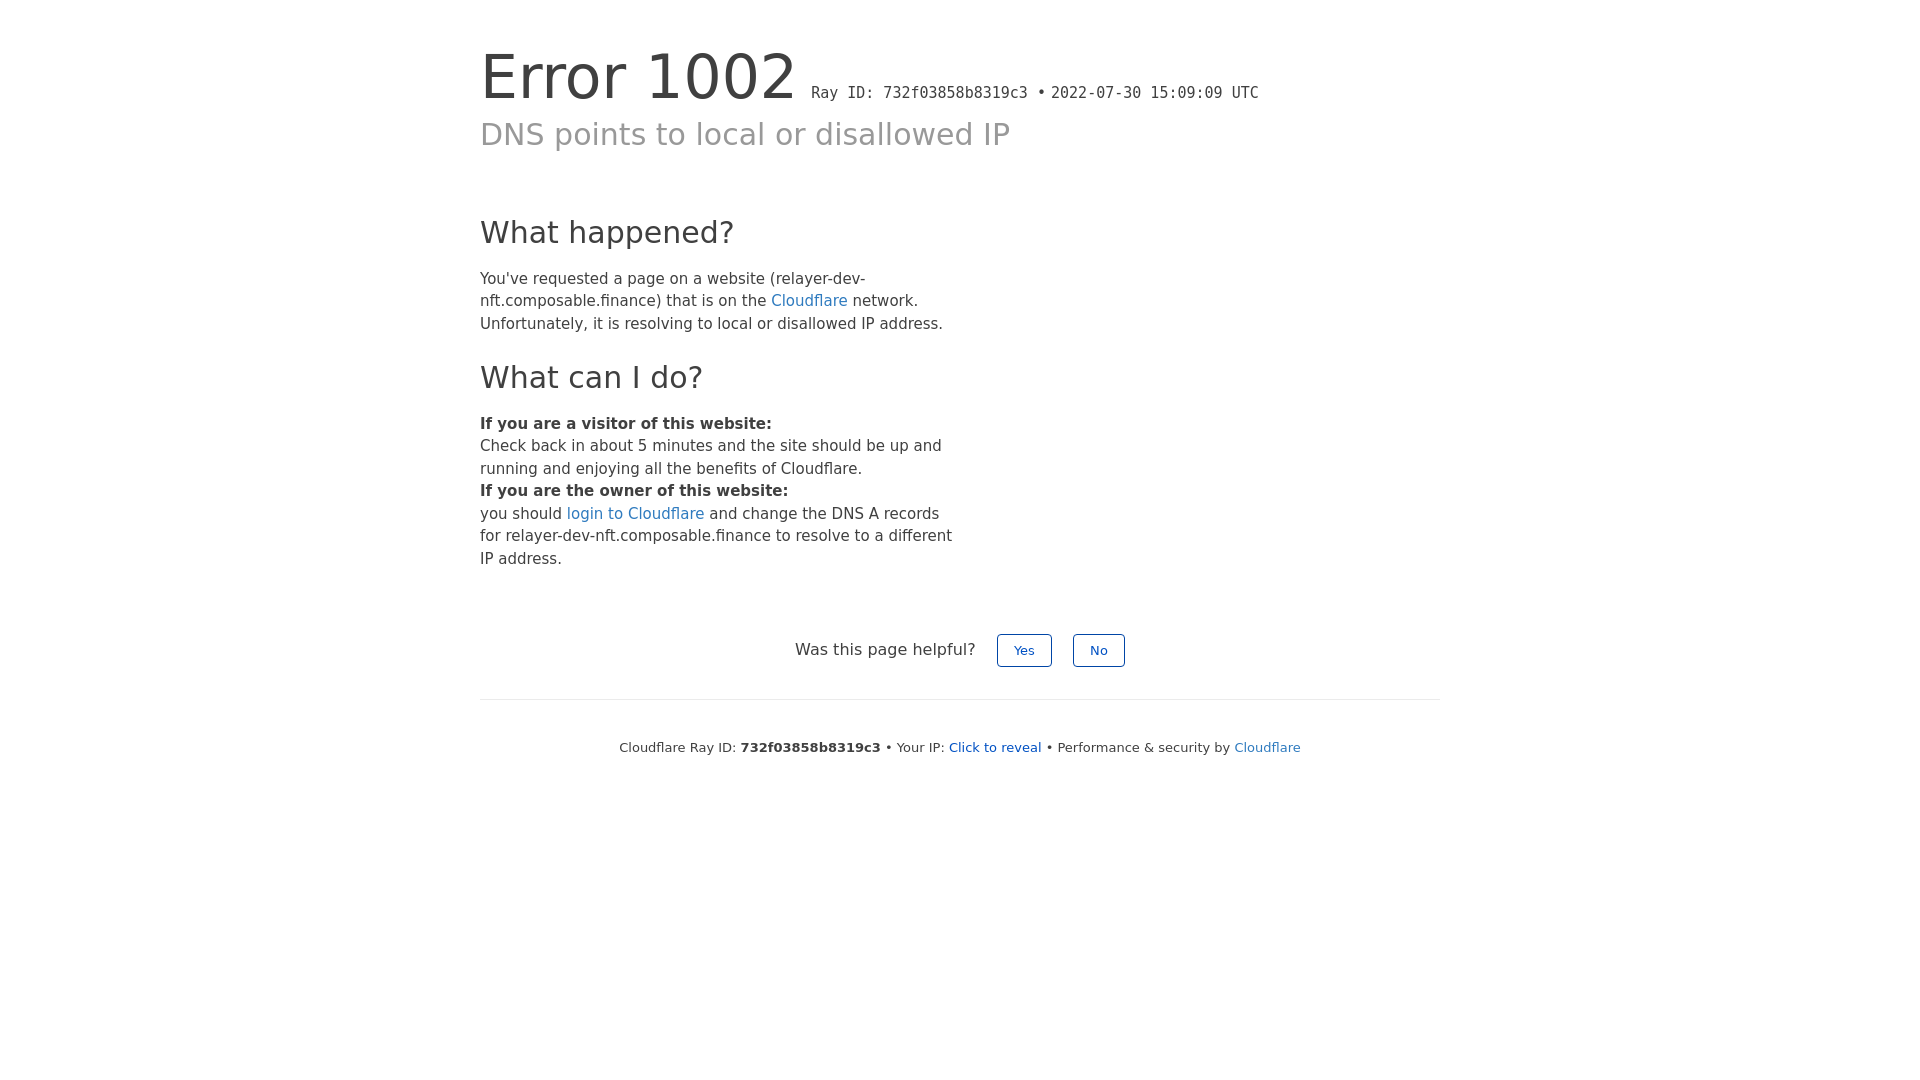 Error 1002 Ray ID: 732f03858b8319c3 • 2022-07-30 15:09:09 UTC
DNS points to local or disallowed IP
What happened?
You've requested a page on a website (relayer-dev-
nft.composable.finance) that is on the Cloudflare network.
Unfortunately, it is resolving to local or disallowed IP address.
What can I do?
If you are a visitor of this website:
Check back in about 5 minutes and the site should be up and
running and enjoying all the benefits of Cloudflare.
If you are the owner of this website:
you should login to Cloudflare and change the DNS A records
for relayer-dev-nft.composable.finance to resolve to a different
IP address.
Was this page helpful? Yes No
Cloudflare Ray ID: 732f03858b8319c3 • Your IP: Click to reveal • Performance & security by Cloudflare